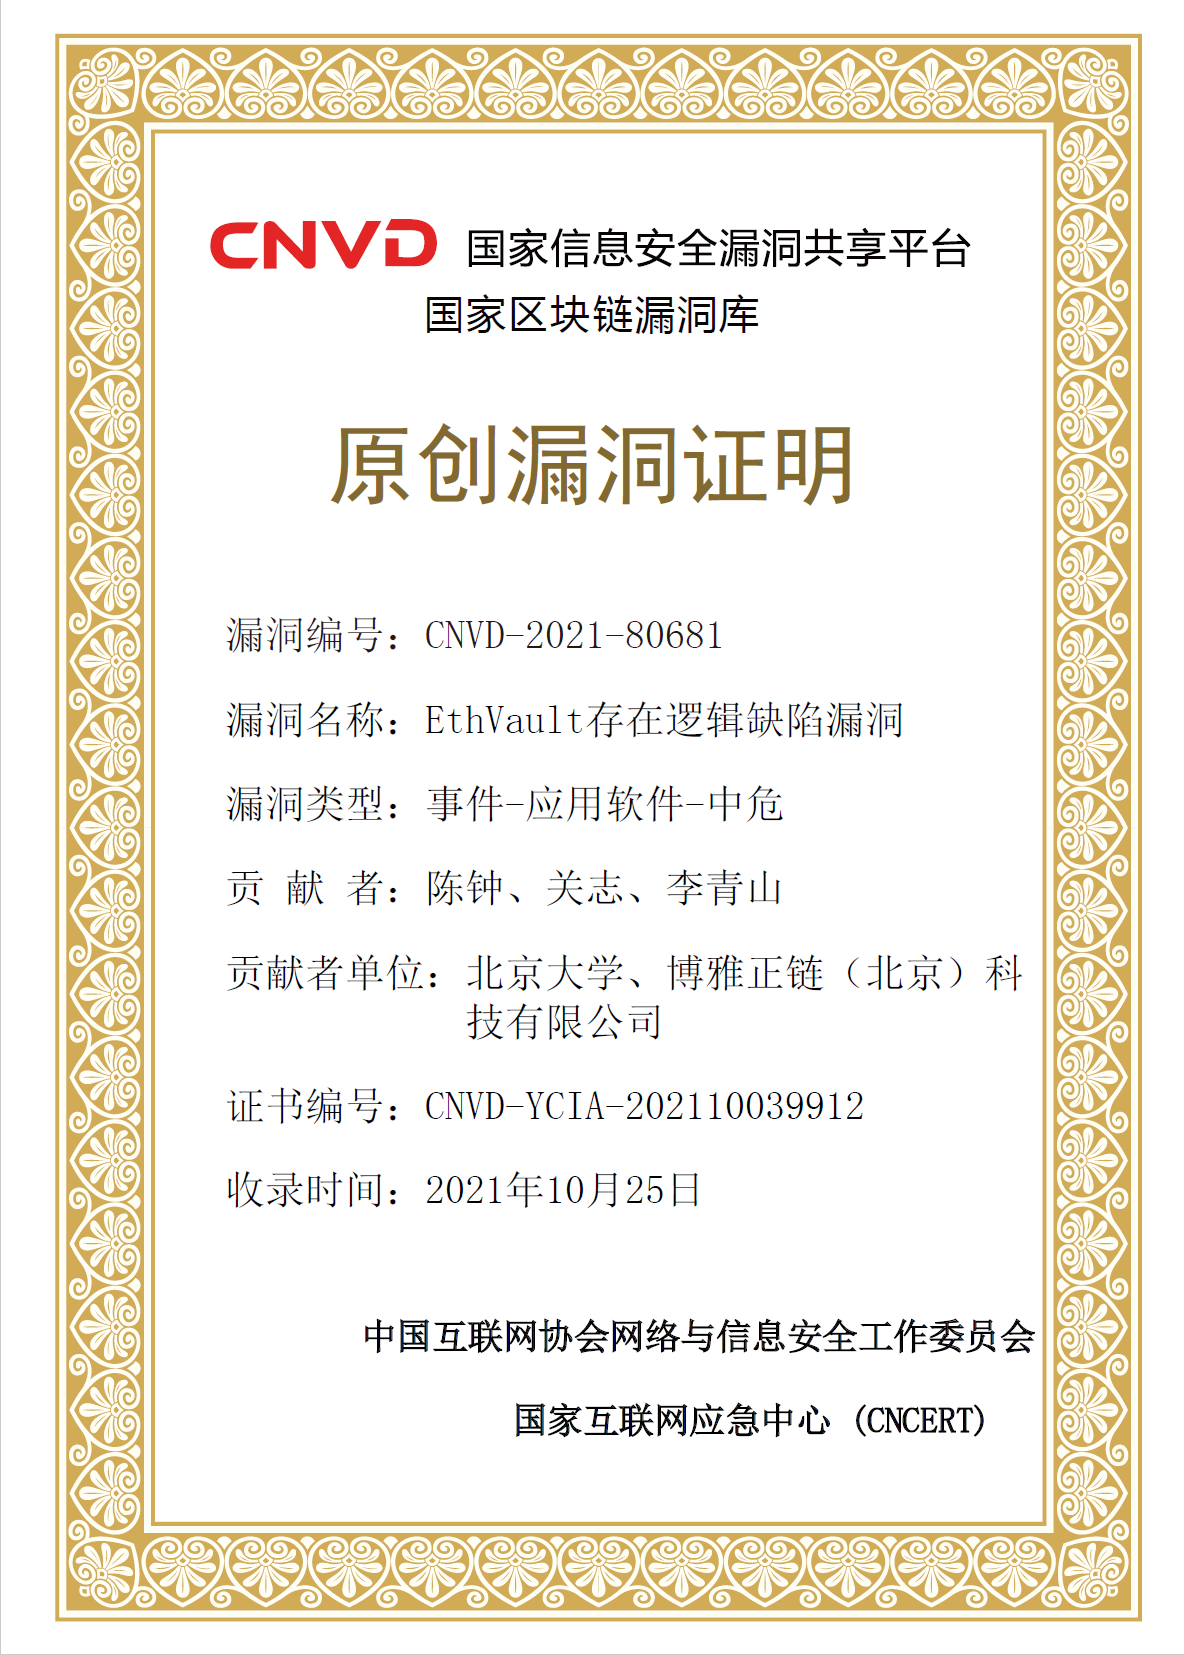 CNVD 国家信息安全漏洞共享平台
国家区块链漏洞库
原创漏洞证明
漏洞编号：CNVD-2021-80681
漏洞名称：EthVault存在逻辑缺陷漏洞
漏洞类型：事件-应用软件-中危
贡 献 者：陈钟、关志、李青山
贡献者单位：北京大学、博雅正链（北京）科
技有限公司
证书编号：CNVD-YCIA-202110039912
收录时间：2021年10月25日
中国互联网协会网络与信息安全工作委员会
国家互联网应急中心 (CNCERT)